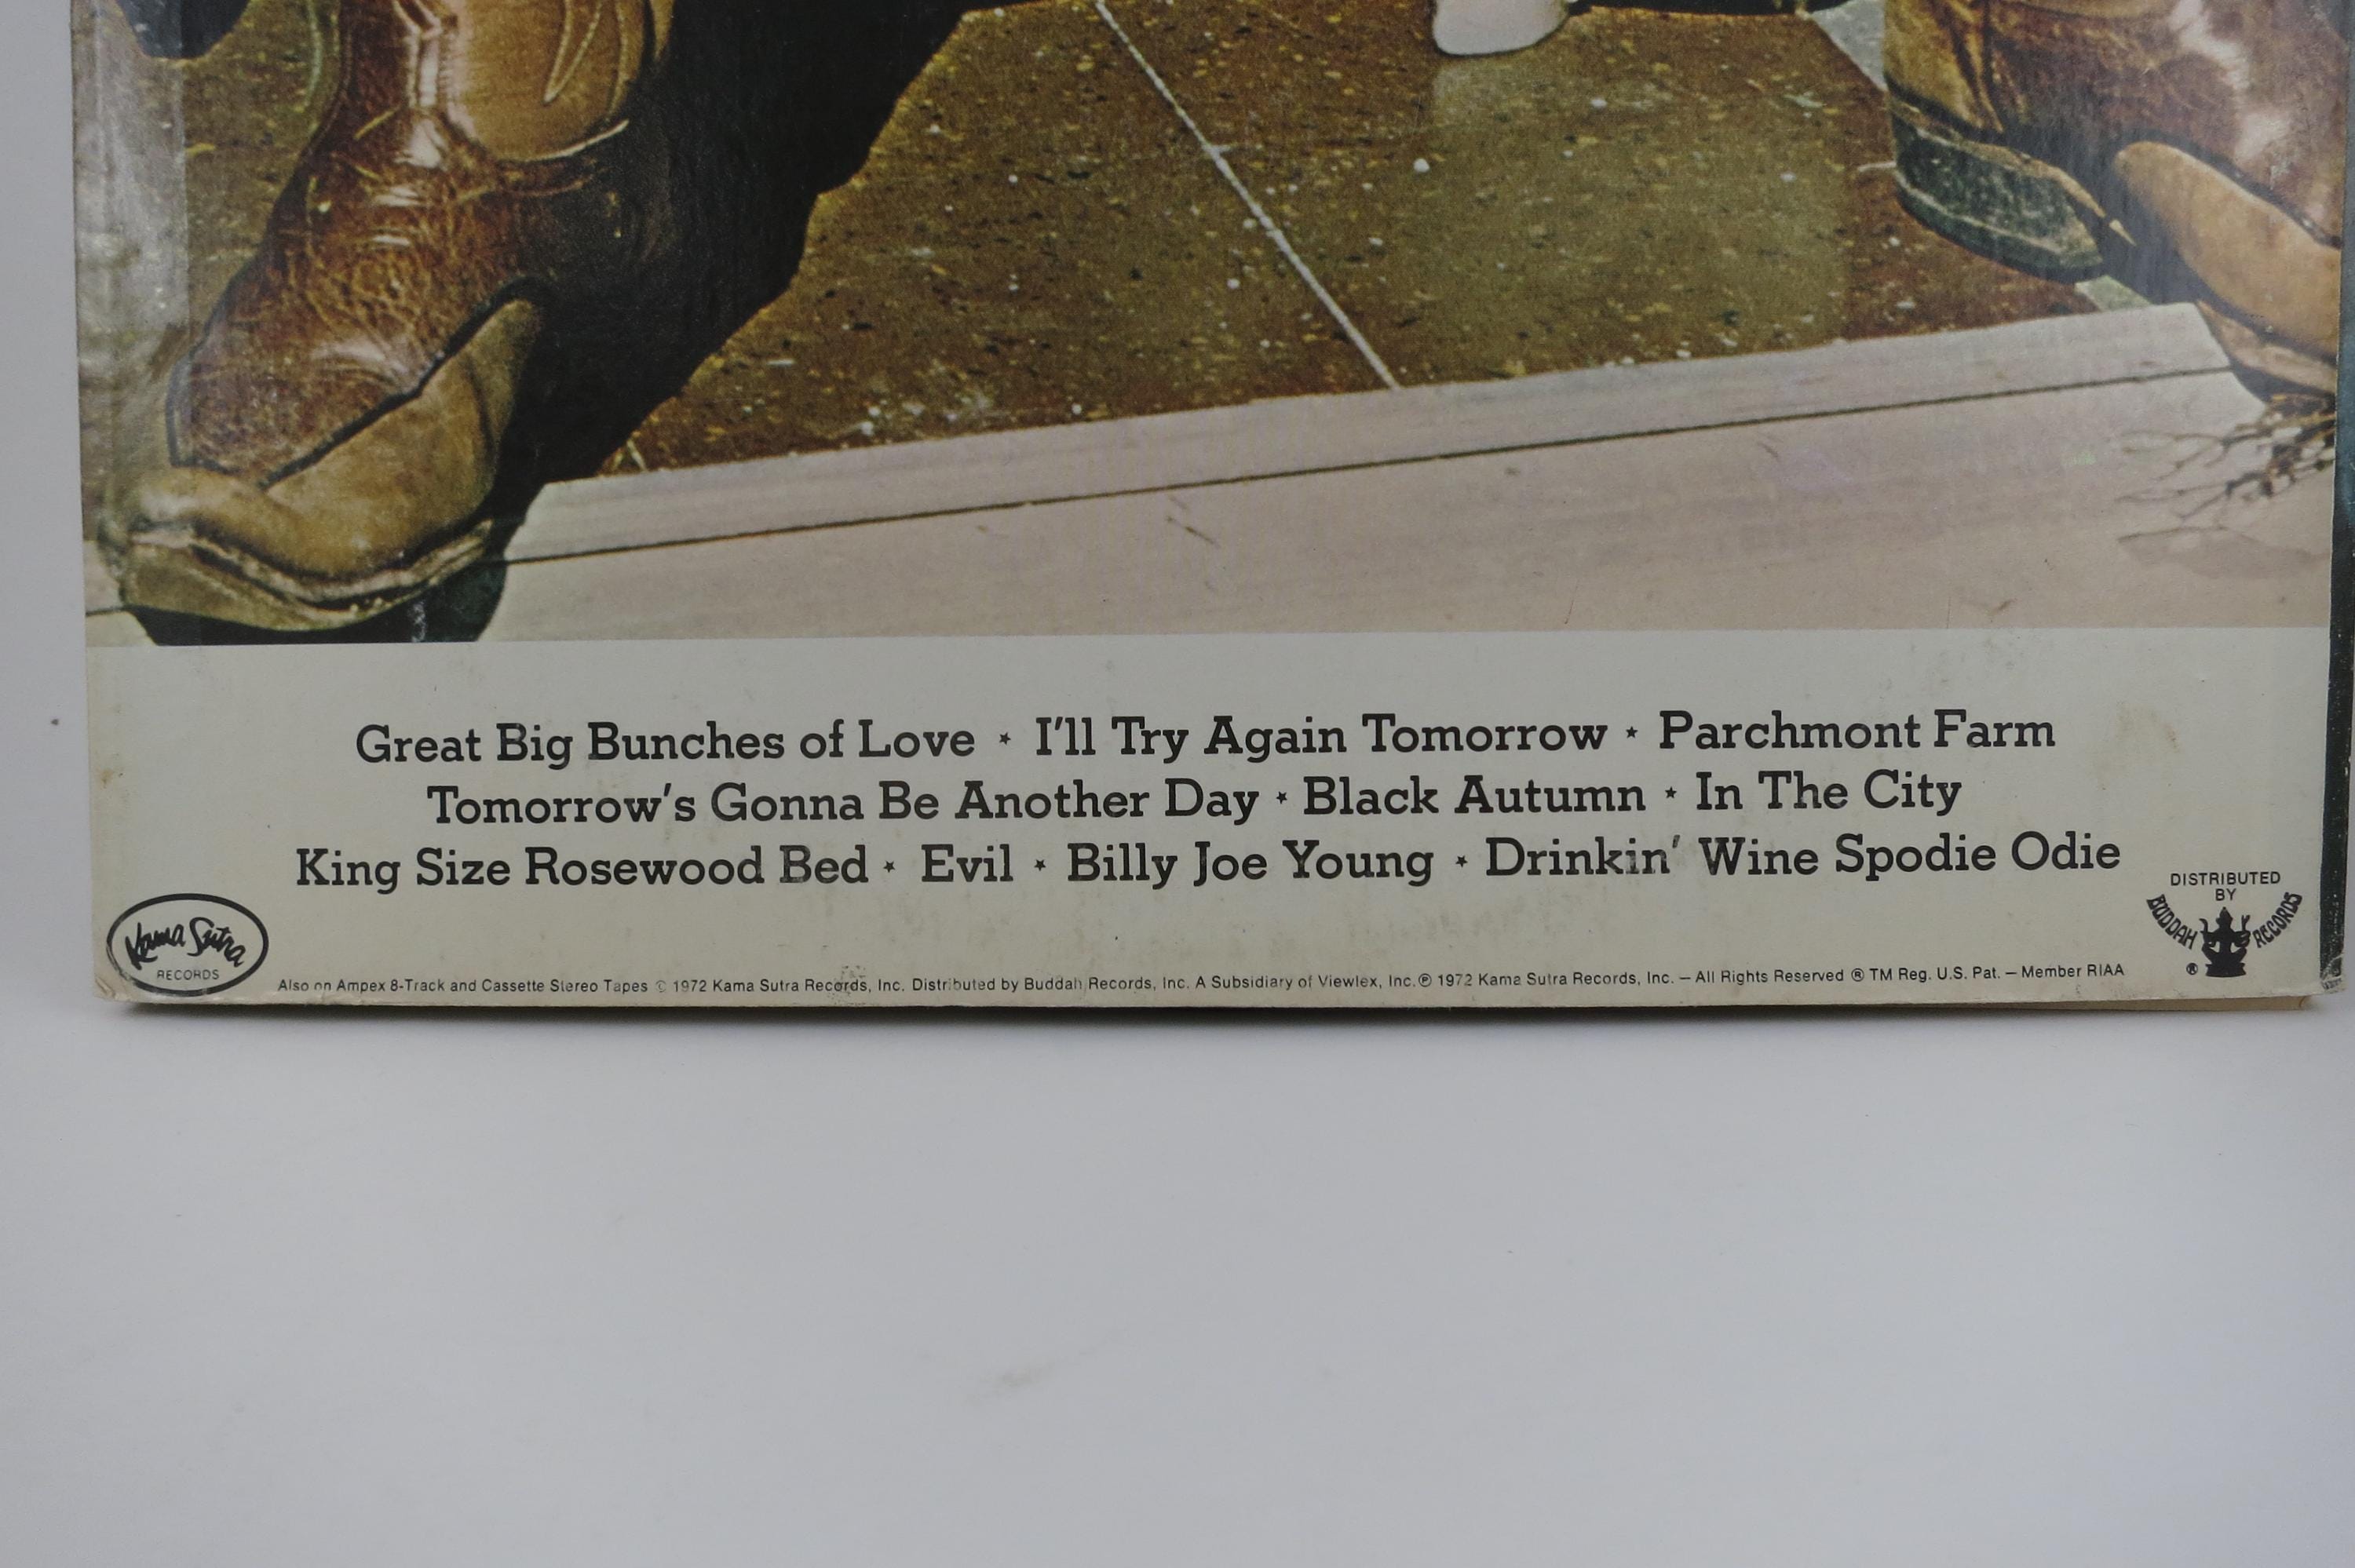 Great Big Bunches of Love ⋆ I'll Try Again Tomorrow ⋆ Parchmont Farm
Tomorrow's Gonna Be Another Day ⋆ Black Autumn ⋆ In The City
King Size Rosewood Bed ⋆ Evil ⋆ Billy Joe Young ⋆ Drinkin' Wine Spodie Odie
Kama Sutra
RECORDS
Also on Ampex 8-Track and Cassette Stereo Tapes © 1972 Kama Sutra Records, Inc. Distributed by Buddah Records, Inc. A Subsidiary of Viewlex, Inc. ℗ 1972 Kama Sutra Records, Inc. — All Rights Reserved ® TM Reg. U.S. Pat. — Member RIAA
DISTRIBUTED
BY
BUDDAH RECORDS
®